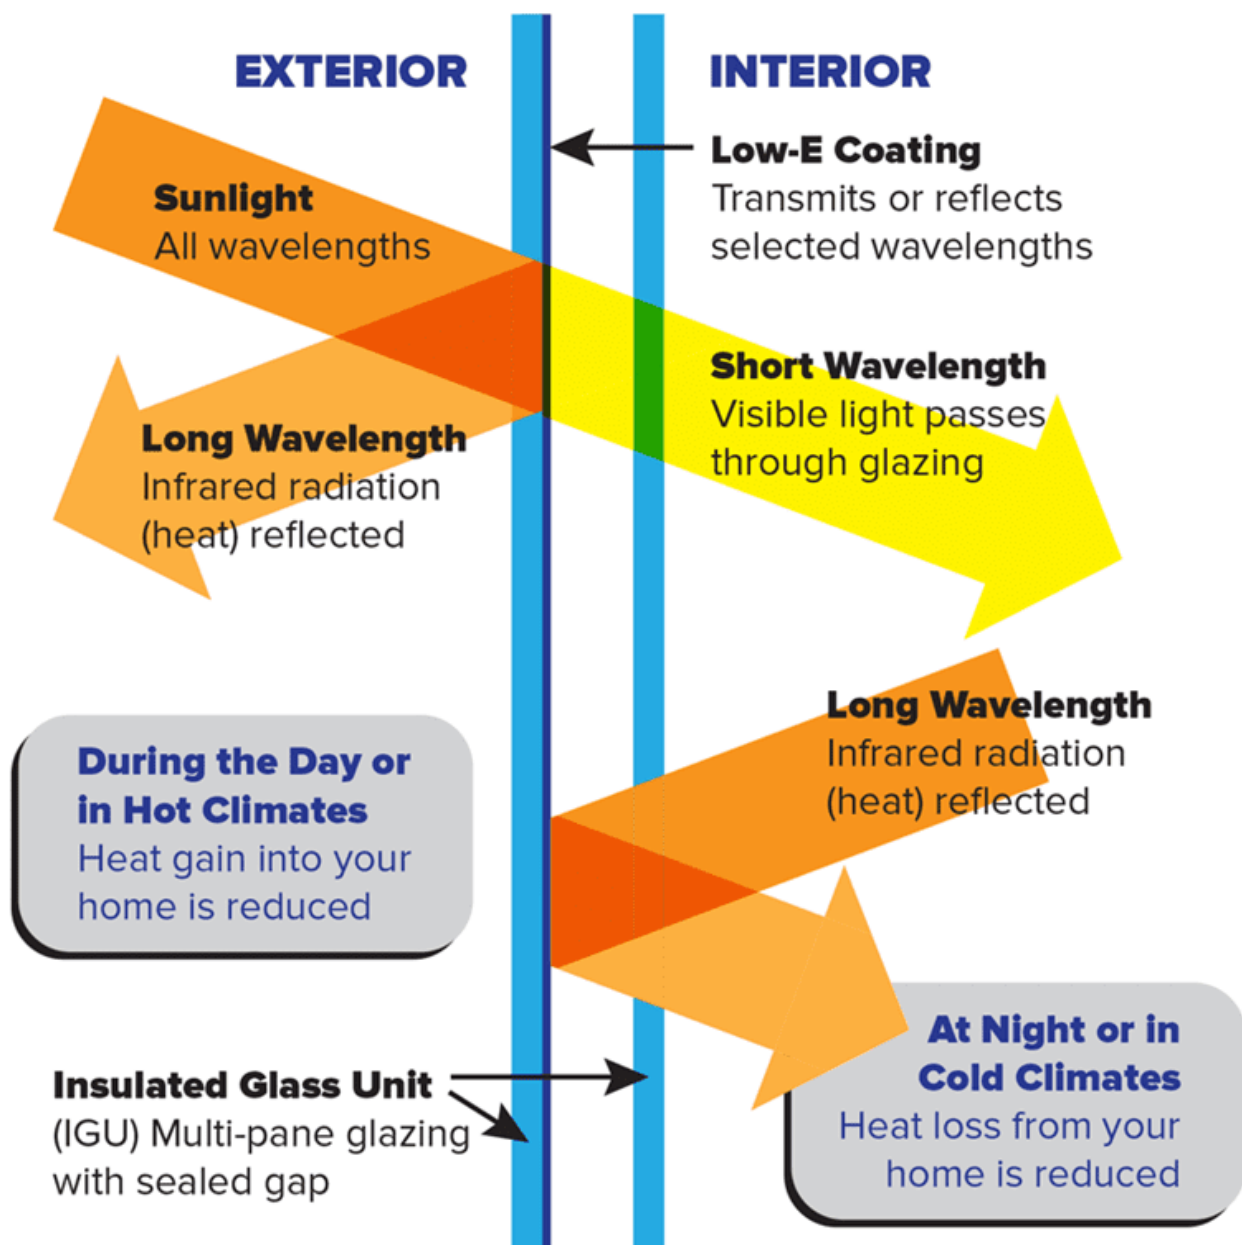 EXTERIOR
INTERIOR
Low-E Coating
Transmits or reflects
selected wavelengths
Sunlight
All wavelengths
Short Wavelength
Visible light passes
through glazing
Long Wavelength
Infrared radiation
(heat) reflected
Long Wavelength
Infrared radiation
(heat) reflected
During the Day or
in Hot Climates
Heat gain into your
home is reduced
At Night or in
Cold Climates
Heat loss from your
home is reduced
Insulated Glass Unit
(IGU) Multi-pane glazing
with sealed gap